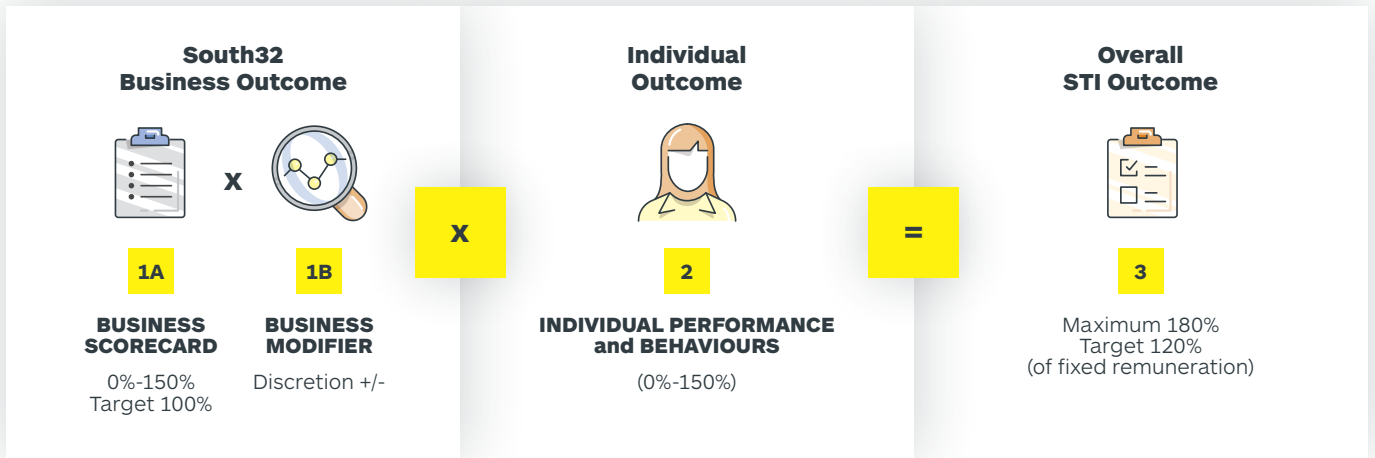 South32
Business Outcome
x
1A
1B
BUSINESS
SCORECARD
BUSINESS
MODIFIER
0%-150%
Target 100%
Discretion +/-
x
Individual
Outcome
2
INDIVIDUAL PERFORMANCE
and BEHAVIOURS
(0%-150%)
=
Overall
STI Outcome
3
Maximum 180%
Target 120%
(of fixed remuneration)